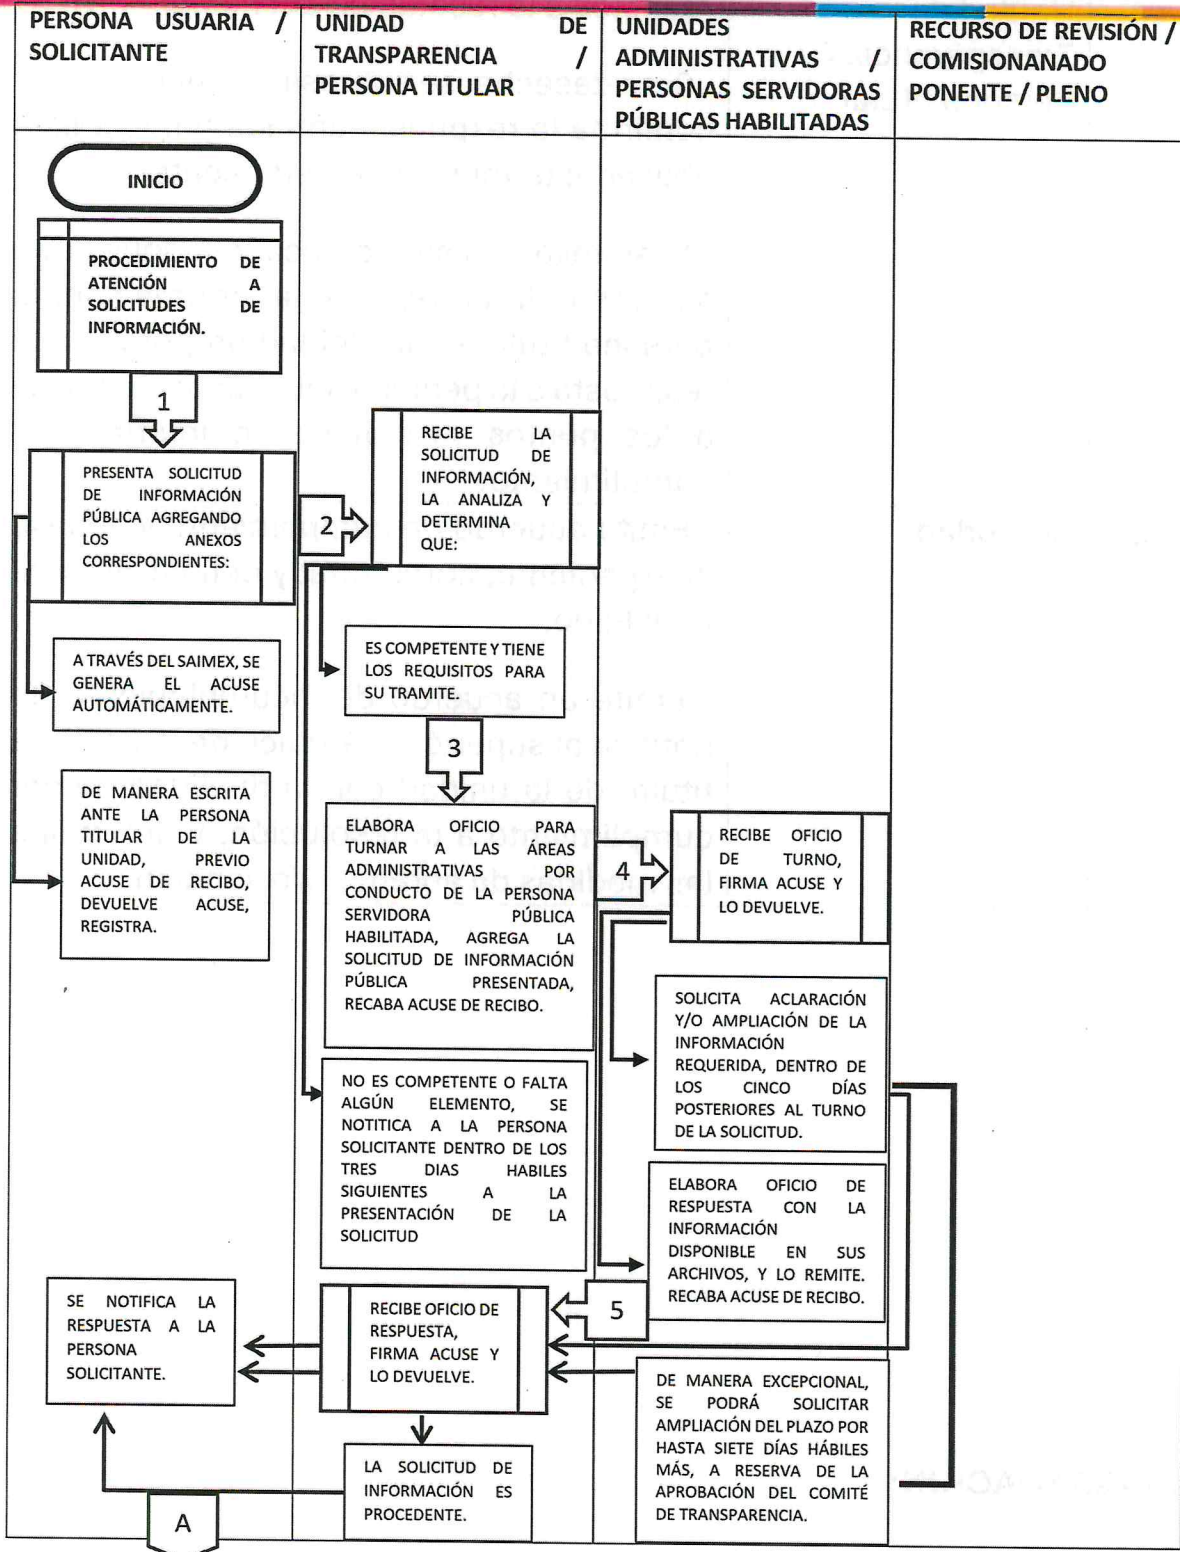 PERSONA USUARIA /
SOLICITANTE
UNIDAD DE
TRANSPARENCIA /
PERSONA TITULAR
UNIDADES
ADMINISTRATIVAS /
PERSONAS SERVIDORAS
PÚBLICAS HABILITADAS
RECURSO DE REVISIÓN /
COMISIONANADO
PONENTE / PLENO
INICIO
PROCEDIMIENTO DE
ATENCIÓN A
SOLICITUDES DE
INFORMACIÓN.
1
PRESENTA SOLICITUD
DE INFORMACIÓN
PÚBLICA AGREGANDO
LOS ANEXOS
CORRESPONDIENTES:
2
RECIBE LA
SOLICITUD DE
INFORMACIÓN,
LA ANALIZA Y
DETERMINA
QUE:
A TRAVÉS DEL SAIMEX, SE
GENERA EL ACUSE
AUTOMÁTICAMENTE.
ES COMPETENTE Y TIENE
LOS REQUISITOS PARA
SU TRAMITE.
3
DE MANERA ESCRITA
ANTE LA PERSONA
TITULAR DE LA
UNIDAD, PREVIO
ACUSE DE RECIBO,
DEVUELVE ACUSE,
REGISTRA.
ELABORA OFICIO PARA
TURNAR A LAS ÁREAS
ADMINISTRATIVAS POR
CONDUCTO DE LA PERSONA
SERVIDORA PÚBLICA
HABILITADA, AGREGA LA
SOLICITUD DE INFORMACIÓN
PÚBLICA PRESENTADA,
RECABA ACUSE DE RECIBO.
4
RECIBE OFICIO
DE TURNO,
FIRMA ACUSE Y
LO DEVUELVE.
SOLICITA ACLARACIÓN
Y/O AMPLIACIÓN DE LA
INFORMACIÓN
REQUERIDA, DENTRO DE
LOS CINCO DÍAS
POSTERIORES AL TURNO
DE LA SOLICITUD.
NO ES COMPETENTE O FALTA
ALGÚN ELEMENTO, SE
NOTITICA A LA PERSONA
SOLICITANTE DENTRO DE LOS
TRES DIAS HABILES
SIGUIENTES A LA
PRESENTACIÓN DE LA
SOLICITUD
ELABORA OFICIO DE
RESPUESTA CON LA
INFORMACIÓN
DISPONIBLE EN SUS
ARCHIVOS, Y LO REMITE.
RECABA ACUSE DE RECIBO.
5
RECIBE OFICIO DE
RESPUESTA,
FIRMA ACUSE Y
LO DEVUELVE.
SE NOTIFICA LA
RESPUESTA A LA
PERSONA
SOLICITANTE.
DE MANERA EXCEPCIONAL,
SE PODRÁ SOLICITAR
AMPLIACIÓN DEL PLAZO POR
HASTA SIETE DÍAS HÁBILES
MÁS, A RESERVA DE LA
APROBACIÓN DEL COMITÉ
DE TRANSPARENCIA.
LA SOLICITUD DE
INFORMACIÓN ES
PROCEDENTE.
A